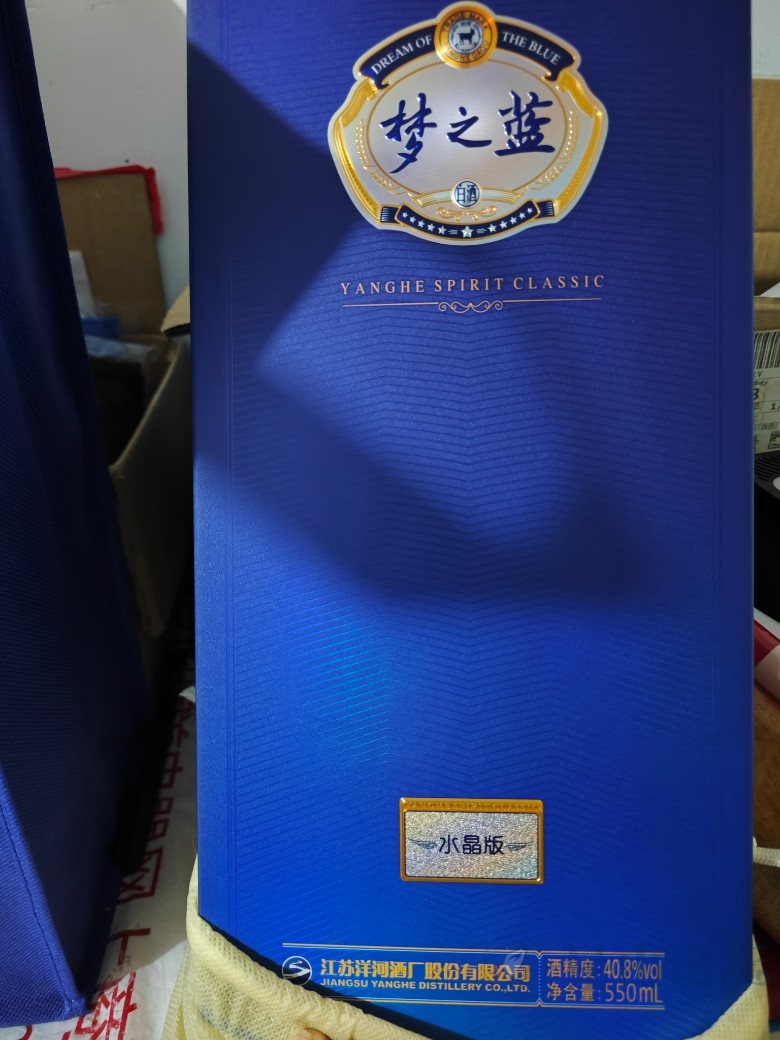 DREAM OF THE BLUE
梦之蓝
白酒
YANGHE SPIRIT CLASSIC
水晶版
江苏洋河酒厂股份有限公司
JIANGSU YANGHE DISTILLERY CO.,LTD.
酒精度:40.8%vol
净含量:550mL